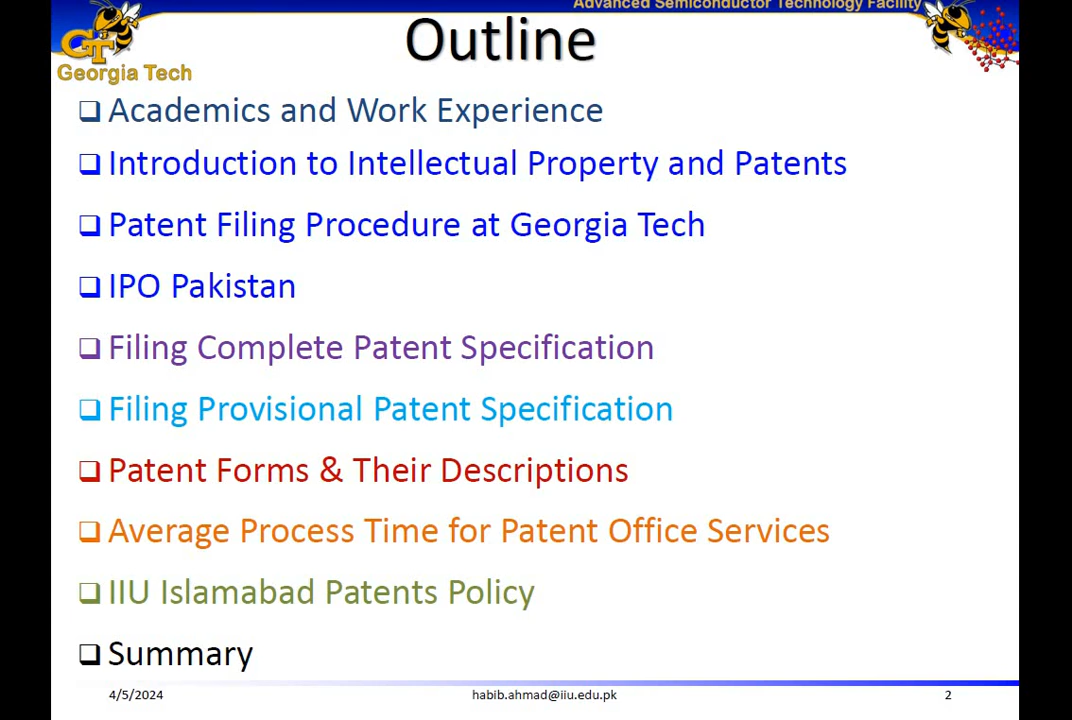 Advanced Semiconductor Technology Facility
GT
Georgia Tech
Outline
Academics and Work Experience
Introduction to Intellectual Property and Patents
Patent Filing Procedure at Georgia Tech
IPO Pakistan
Filing Complete Patent Specification
Filing Provisional Patent Specification
Patent Forms & Their Descriptions
Average Process Time for Patent Office Services
IIU Islamabad Patents Policy
Summary
4/5/2024 habib.ahmad@iiu.edu.pk 2